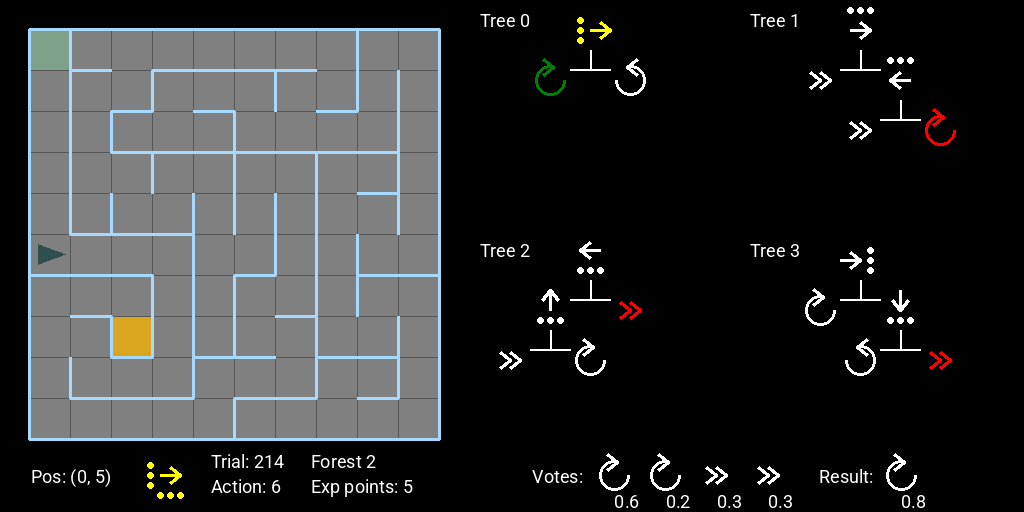 Tree 0
Tree 1
Tree 2
Tree 3
Pos: (0, 5)
Trial: 214
Forest 2
Action: 6
Exp points: 5
Votes:
0.6
0.2
0.3
0.3
Result:
0.8